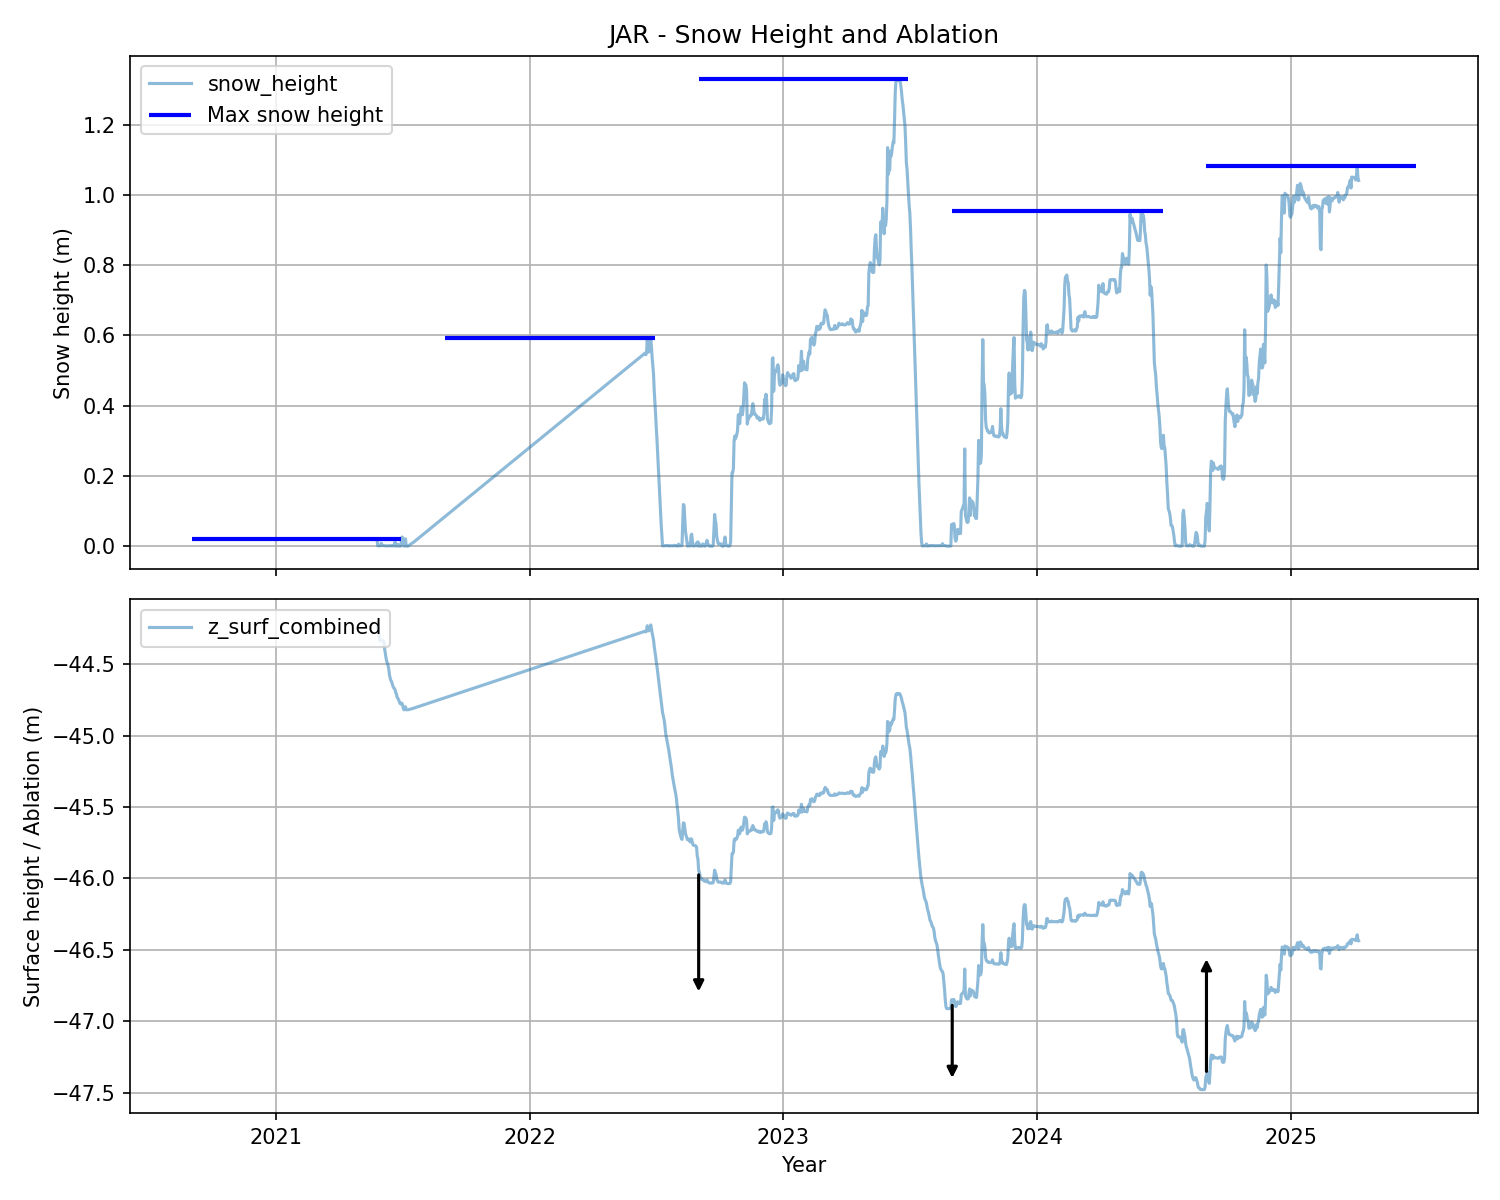 JAR - Snow Height and Ablation
snow_height
Max snow height
Snow height (m)
1.2
1.0
0.8
0.6
0.4
0.2
0.0
z_surf_combined
Surface height / Ablation (m)
−44.5
−45.0
−45.5
−46.0
−46.5
−47.0
−47.5
2021 2022 2023 2024 2025
Year